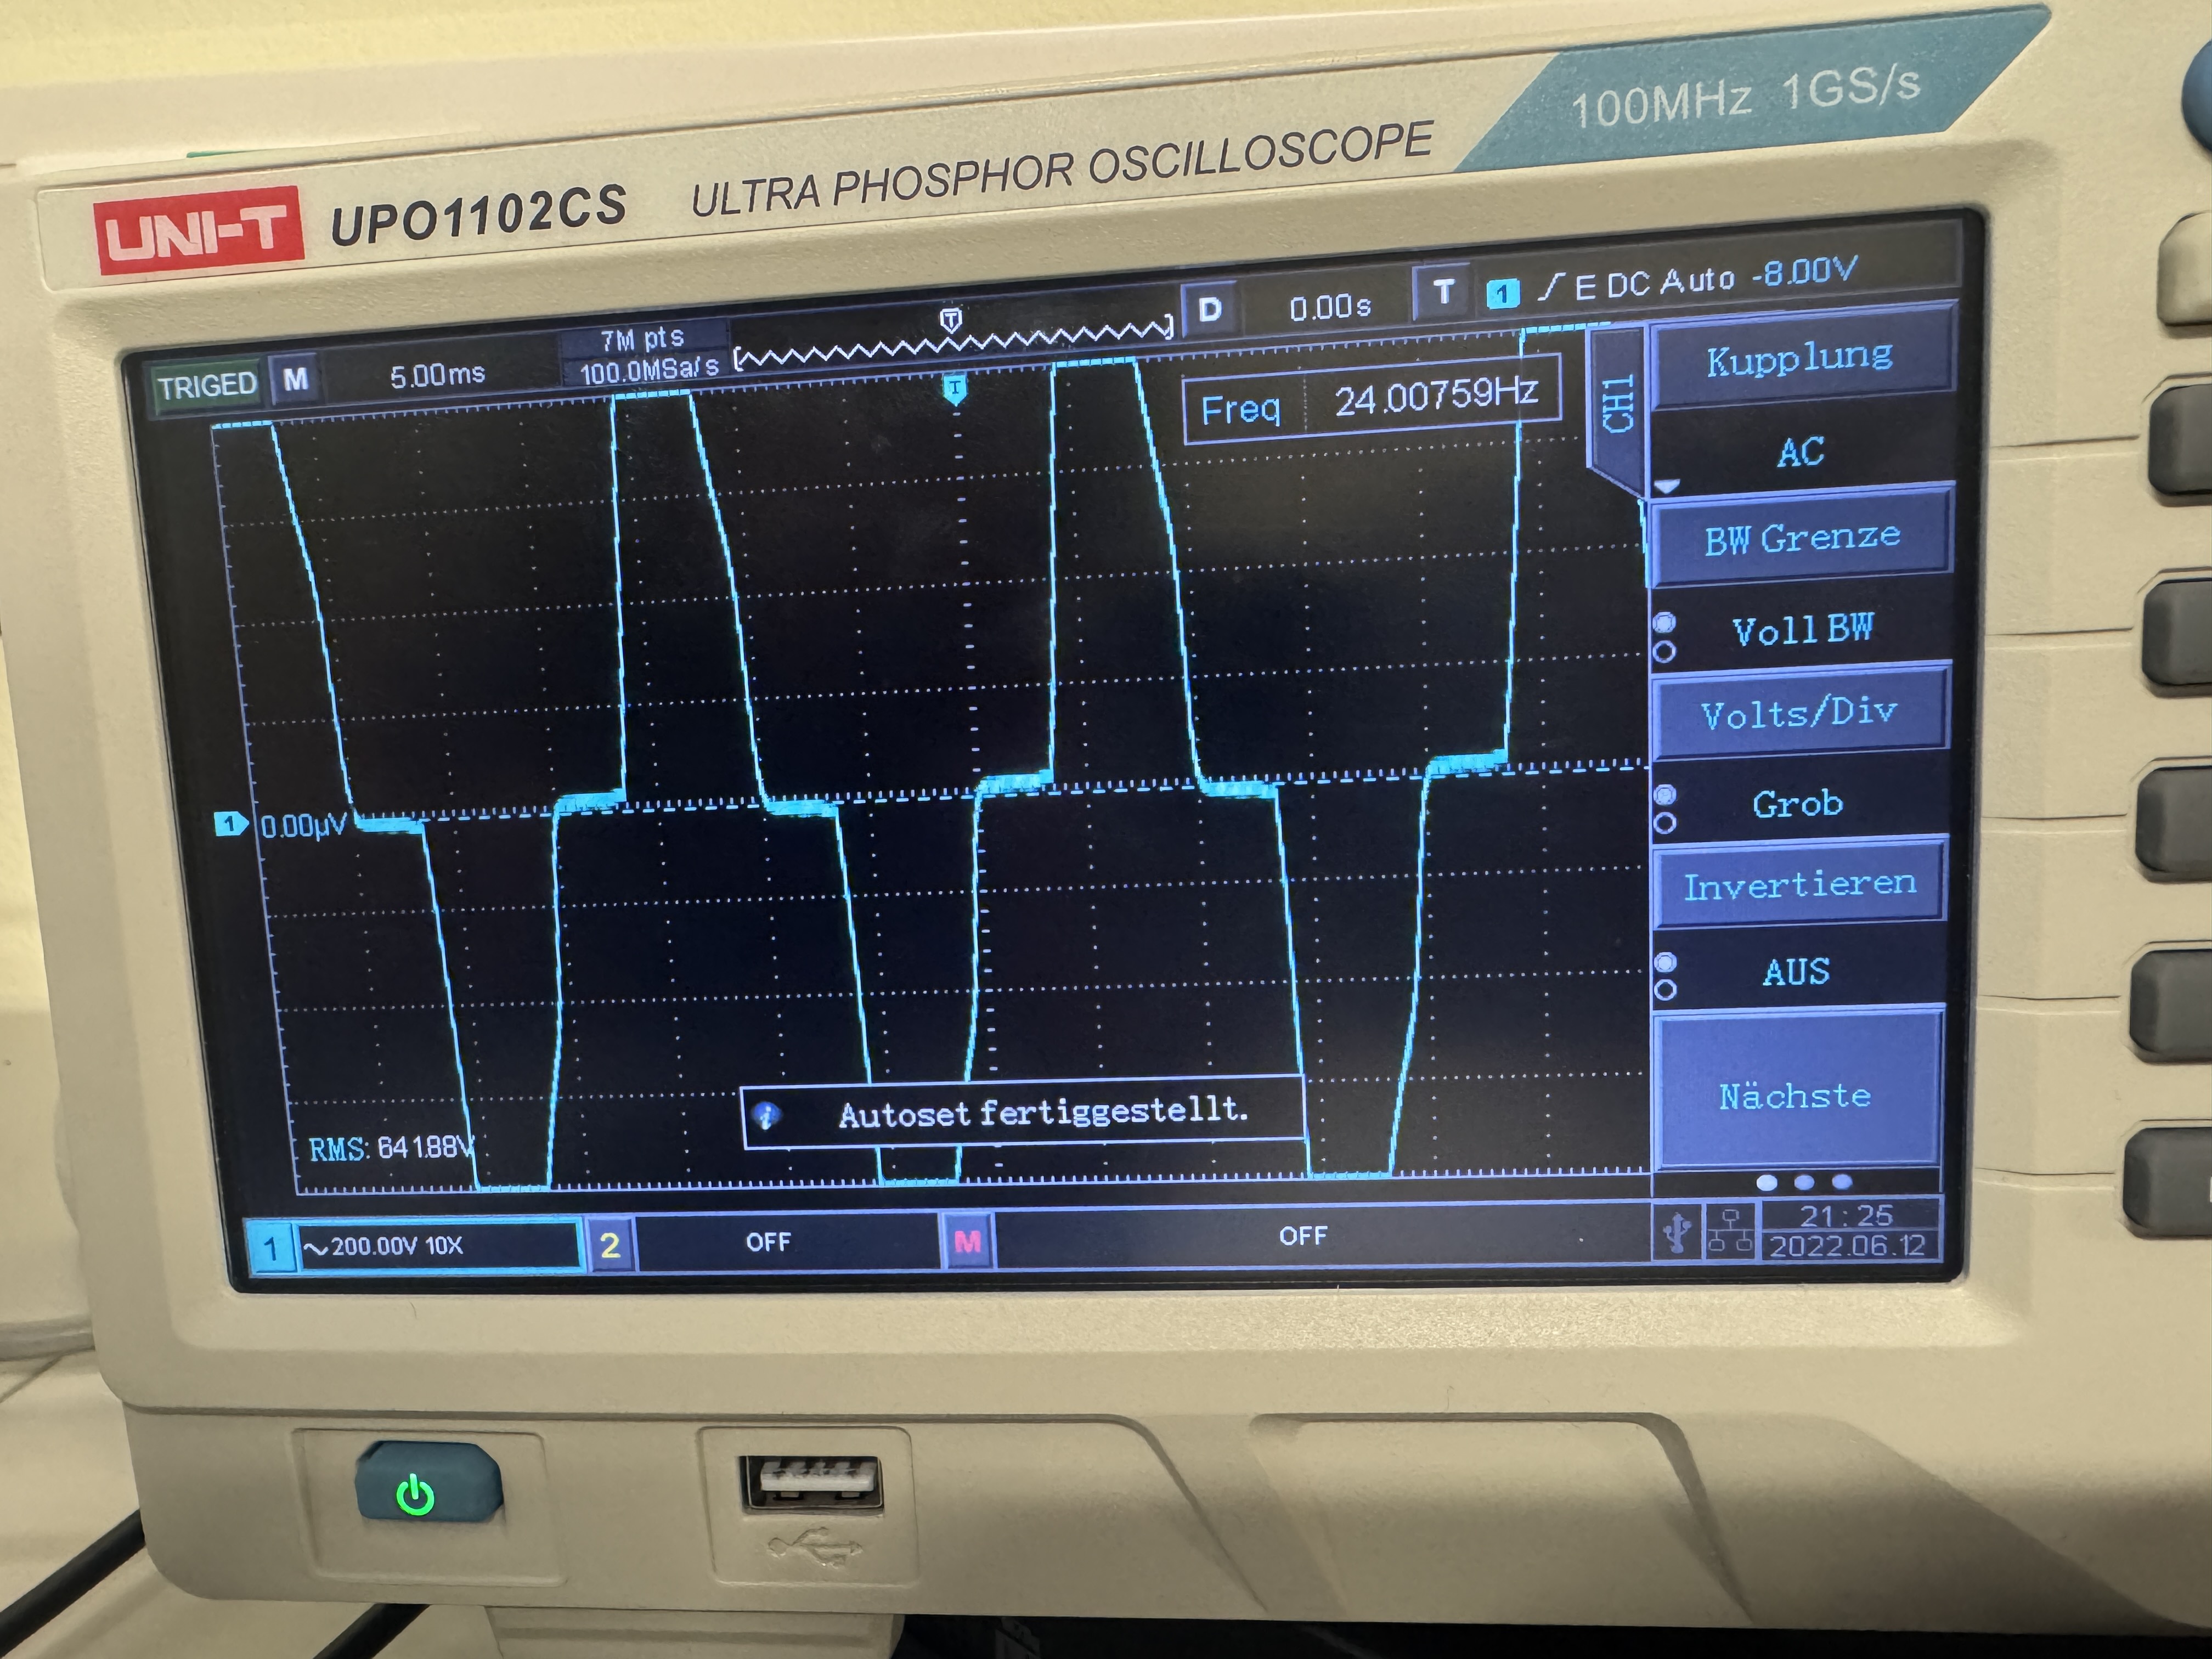 100MHz 1GS/s
UNI-T UPO1102CS ULTRA PHOSPHOR OSCILLOSCOPE
TRIGED M 5.00ms 7M pts 100.0MSa/s T D 0.00s T 1 E DC Auto -8.00V
T
Freq 24.00759Hz
CH1
Kupplung
AC
BW Grenze
Voll BW
Volts/Div
Grob
1 0.00µV
Invertieren
AUS
Autoset fertiggestellt.
Nächste
RMS: 641.88V
1 200.00V 10X 2 OFF M OFF
21:25
2022.06.12